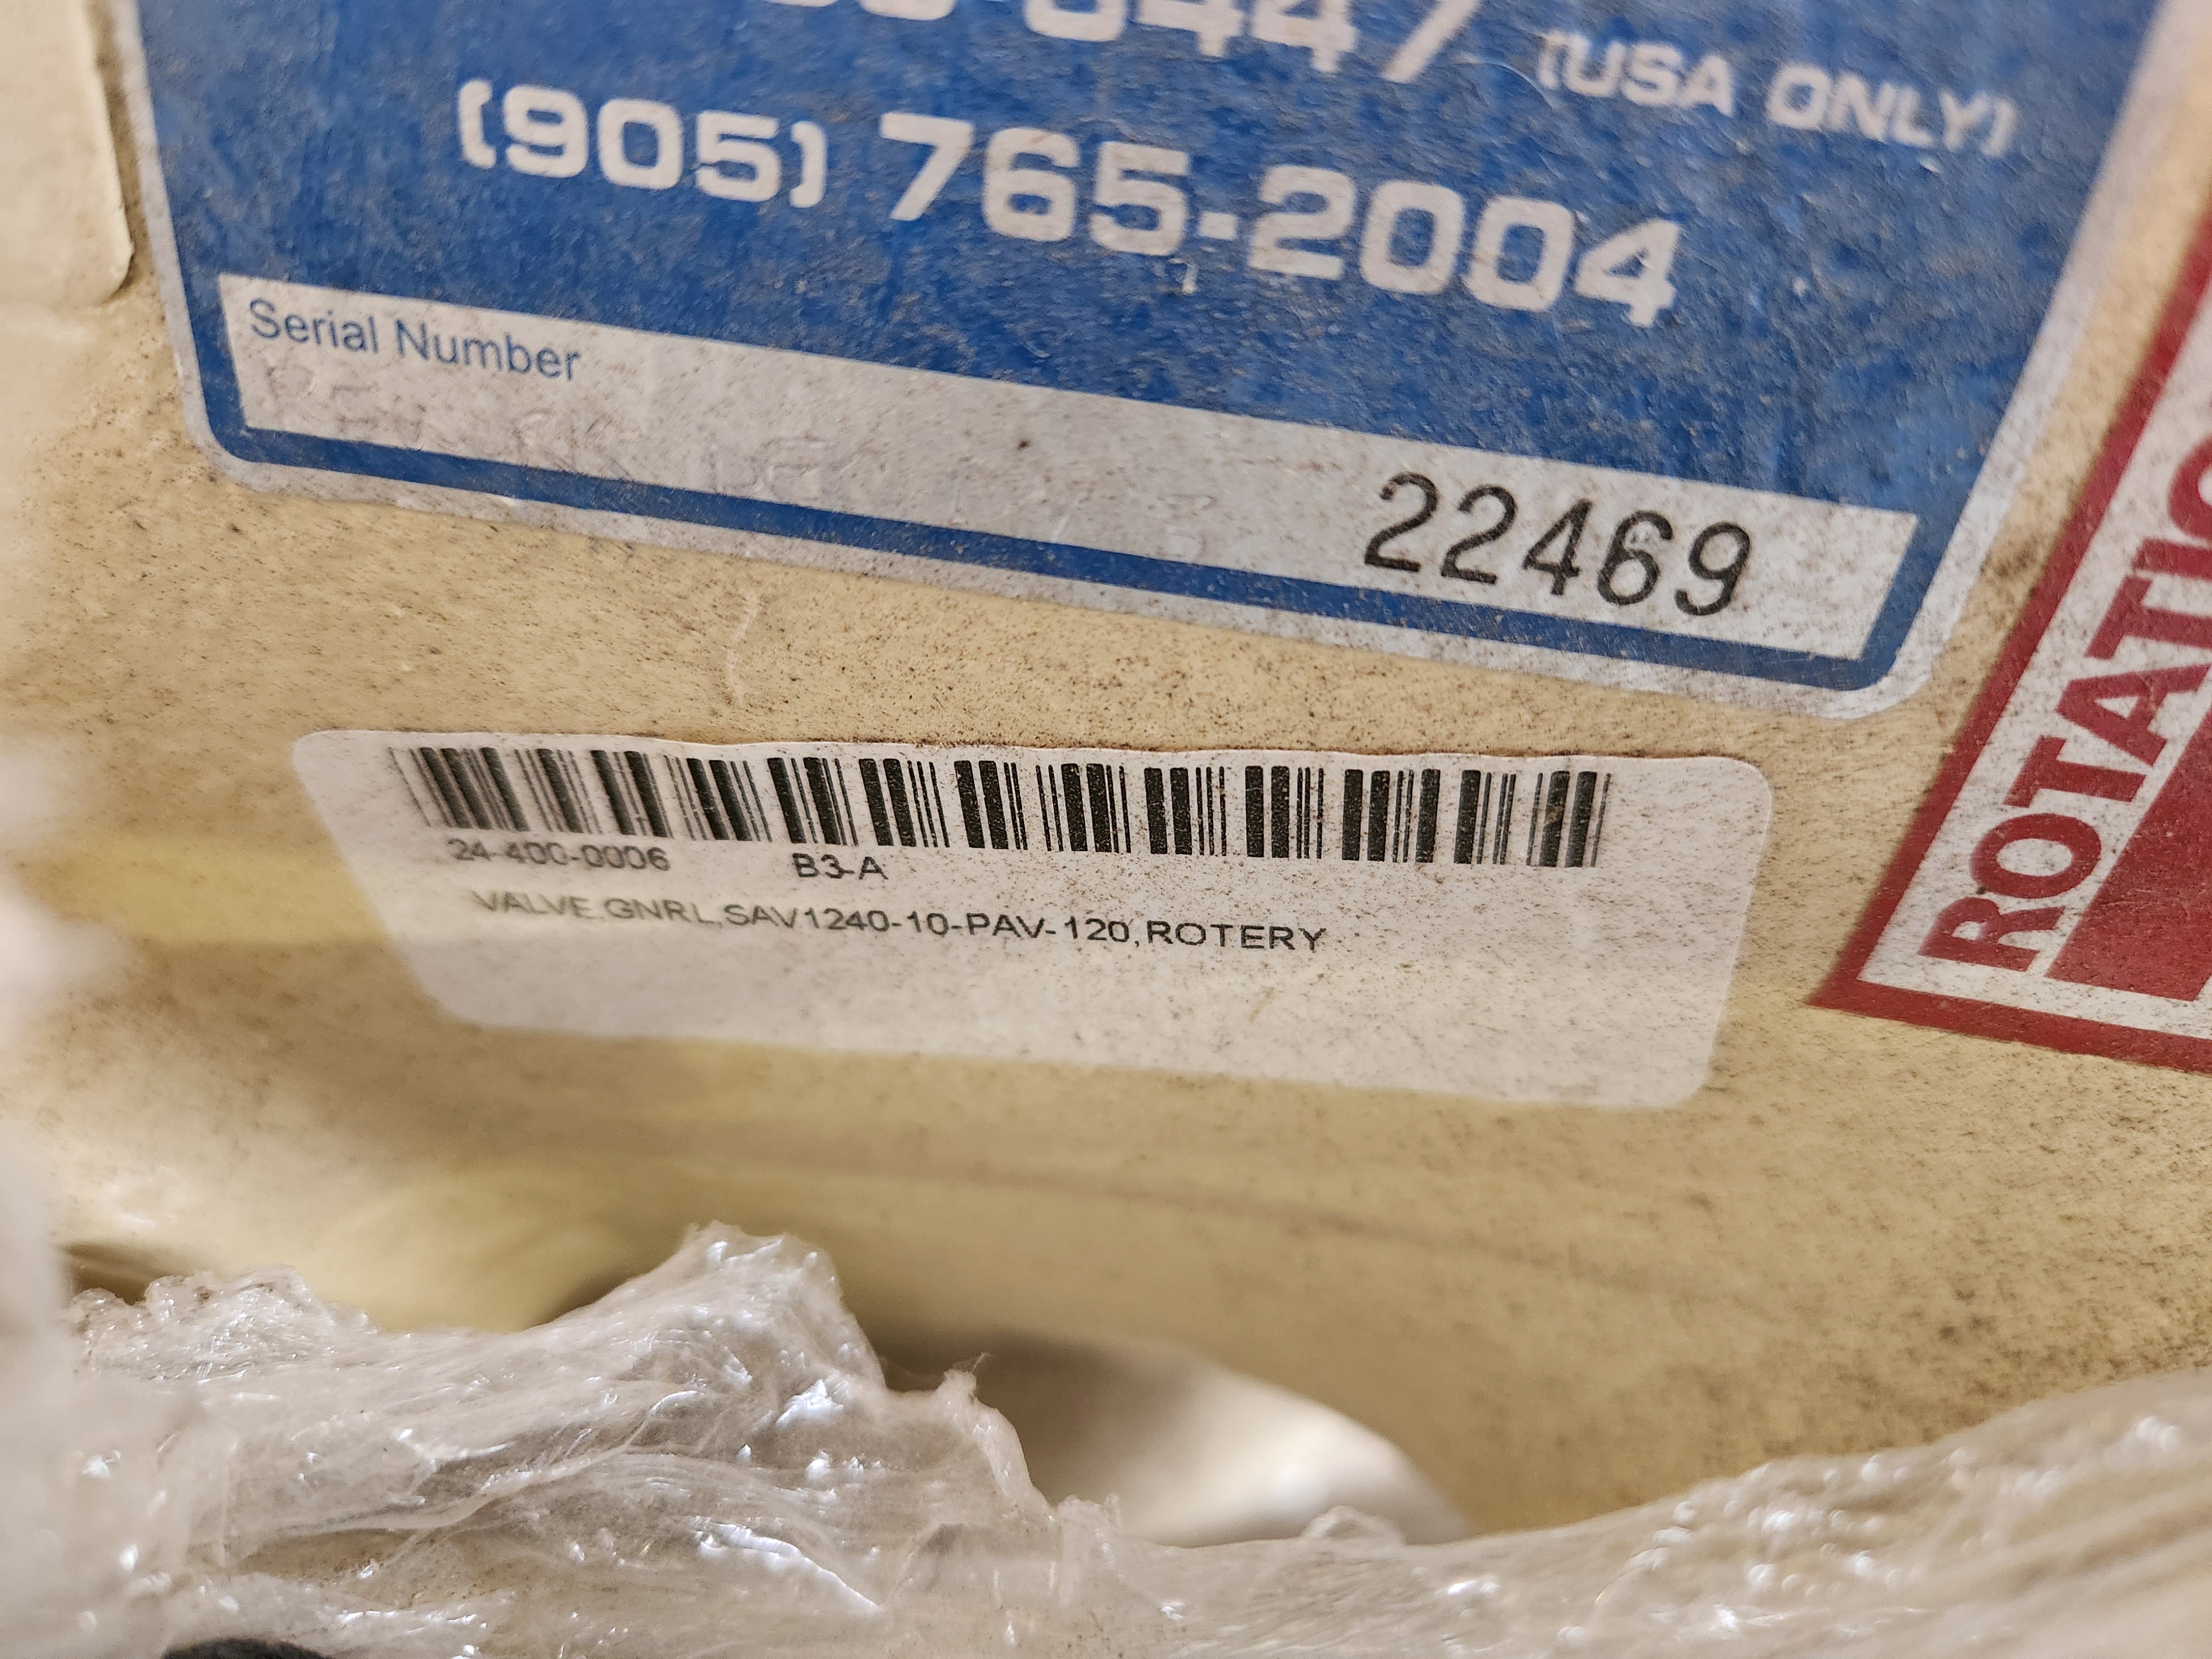 (USA ONLY)
(905) 765-2004
Serial Number
22469
24-400-0006 B3-A
VALVE,GNRL,SAV1240-10-PAV-120,ROTERY